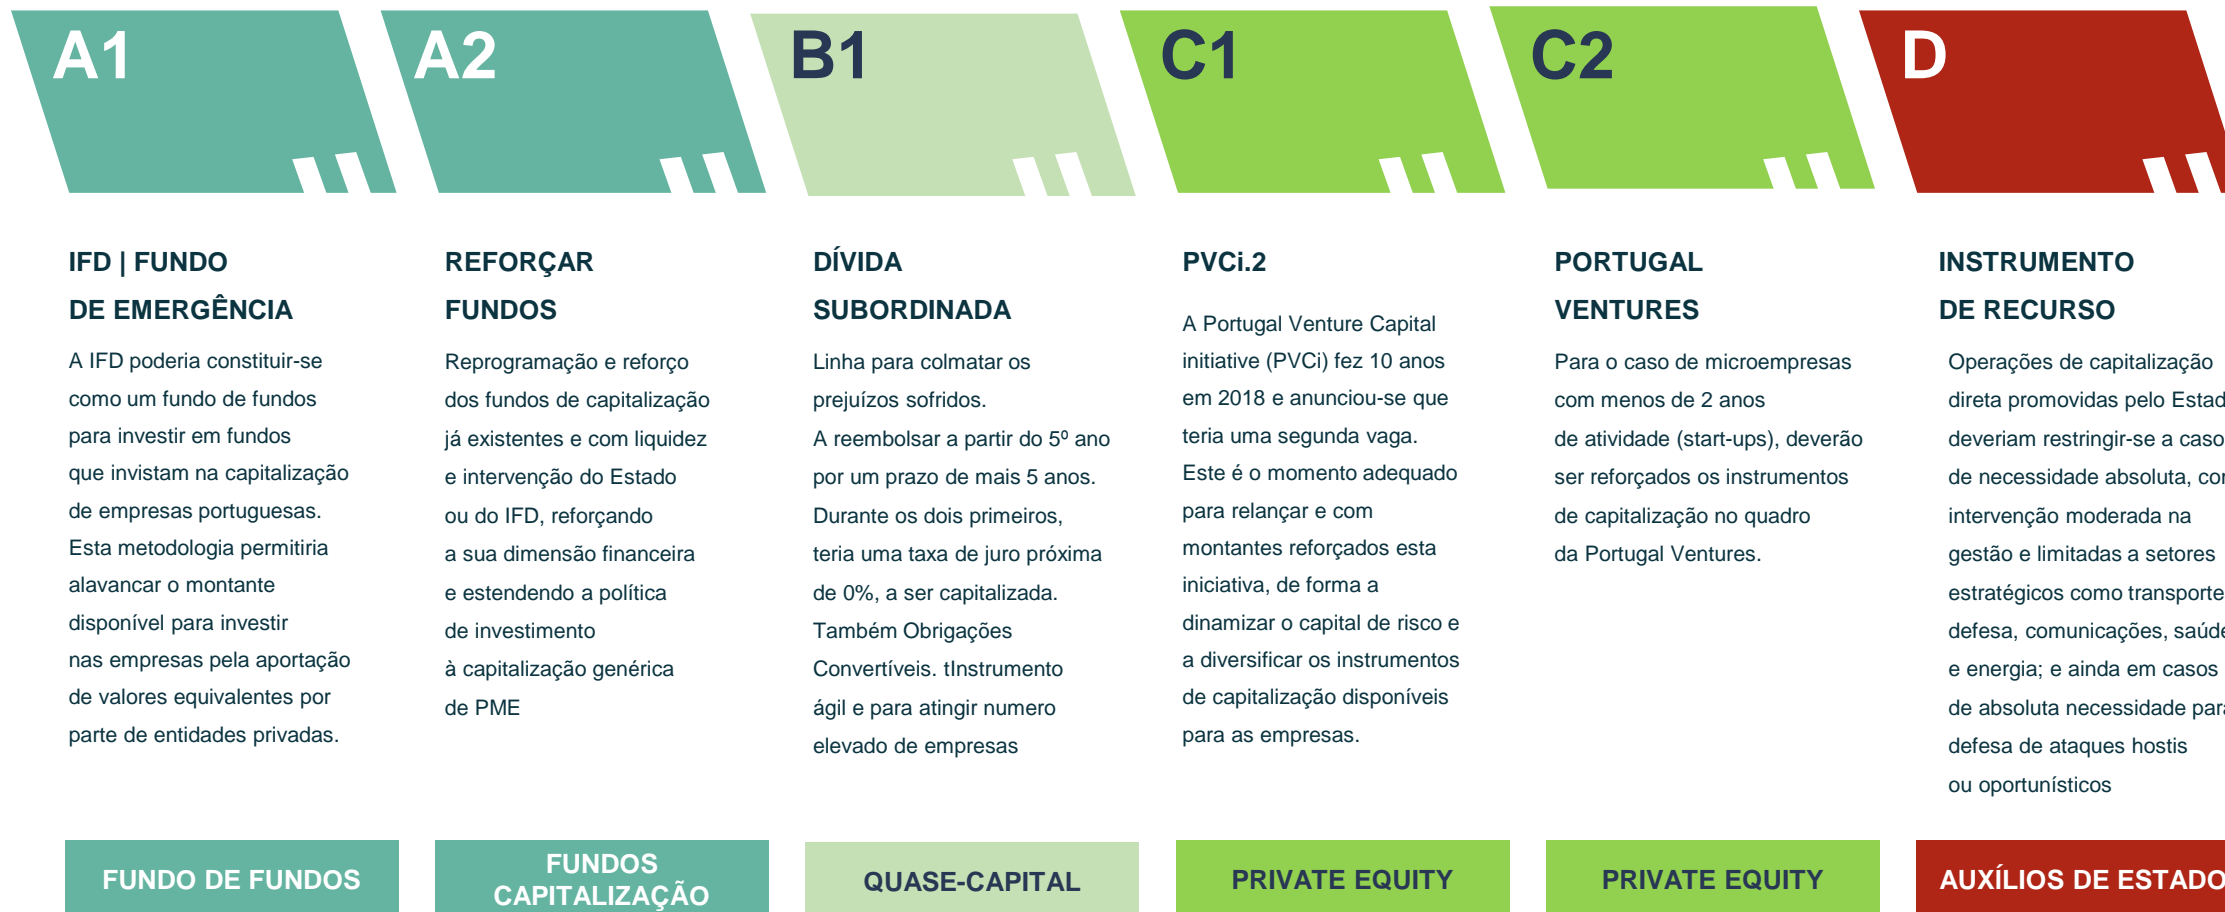 A1
IFD | FUNDO
DE EMERGÊNCIA
A IFD poderia constituir-se
como um fundo de fundos
para investir em fundos
que invistam na capitalização
de empresas portuguesas.
Esta metodologia permitiria
alavancar o montante
disponível para investir
nas empresas pela aportação
de valores equivalentes por
parte de entidades privadas.
FUNDO DE FUNDOS
A2
REFORÇAR
FUNDOS
Reprogramação e reforço
dos fundos de capitalização
já existentes e com liquidez
e intervenção do Estado
ou do IFD, reforçando
a sua dimensão financeira
e estendendo a política
de investimento
à capitalização genérica
de PME
FUNDOS
CAPITALIZAÇÃO
B1
DÍVIDA
SUBORDINADA
Linha para colmatar os
prejuízos sofridos.
A reembolsar a partir do 5º ano
por um prazo de mais 5 anos.
Durante os dois primeiros,
teria uma taxa de juro próxima
de 0%, a ser capitalizada.
Também Obrigações
Convertíveis. tInstrumento
ágil e para atingir numero
elevado de empresas
QUASE-CAPITAL
C1
PVCi.2
A Portugal Venture Capital
initiative (PVCi) fez 10 anos
em 2018 e anunciou-se que
teria uma segunda vaga.
Este é o momento adequado
para relançar e com
montantes reforçados esta
iniciativa, de forma a
dinamizar o capital de risco e
a diversificar os instrumentos
de capitalização disponíveis
para as empresas.
PRIVATE EQUITY
C2
PORTUGAL
VENTURES
Para o caso de microempresas
com menos de 2 anos
de atividade (start-ups), deverão
ser reforçados os instrumentos
de capitalização no quadro
da Portugal Ventures.
PRIVATE EQUITY
D
INSTRUMENTO
DE RECURSO
Operações de capitalização
direta promovidas pelo Estad
deveriam restringir-se a caso
de necessidade absoluta, co
intervenção moderada na
gestão e limitadas a setores
estratégicos como transporte
defesa, comunicações, saúde
e energia; e ainda em casos
de absoluta necessidade para
defesa de ataques hostis
ou oportunísticos
AUXÍLIOS DE ESTADO